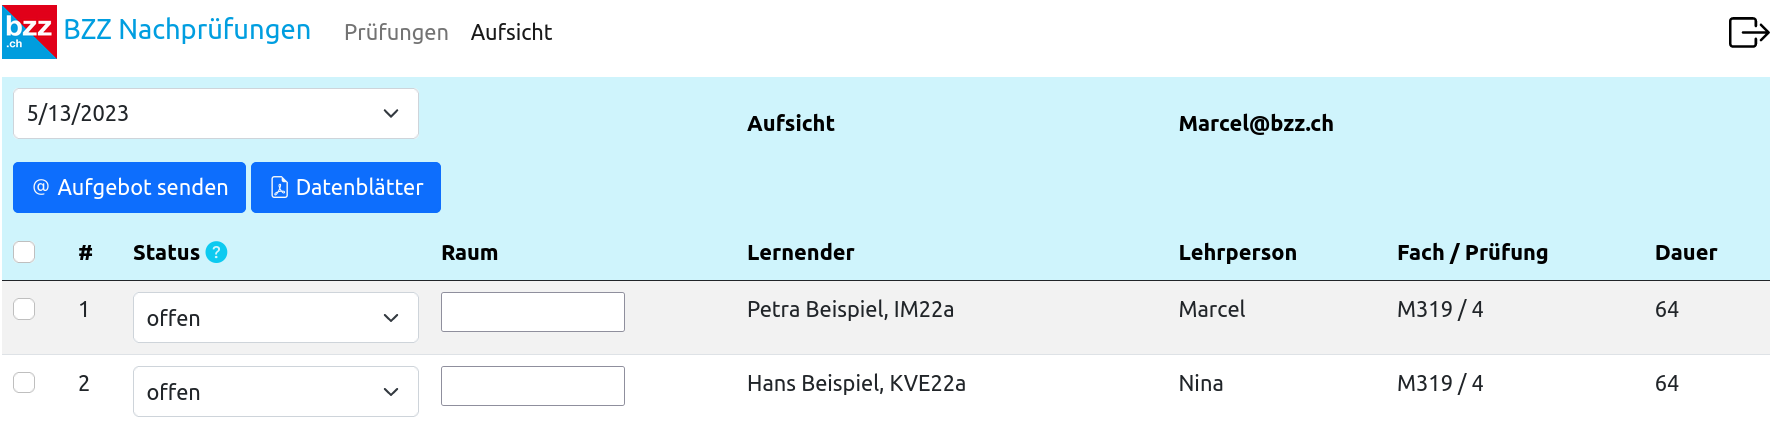 bzz
.ch
BZZ Nachprüfungen Prüfungen Aufsicht
5/13/2023 Aufsicht Marcel@bzz.ch
@ Aufgebot senden Datenblätter
# Status ? Raum Lernender Lehrperson Fach / Prüfung Dauer
1 offen Petra Beispiel, IM22a Marcel M319 / 4 64
2 offen Hans Beispiel, KVE22a Nina M319 / 4 64